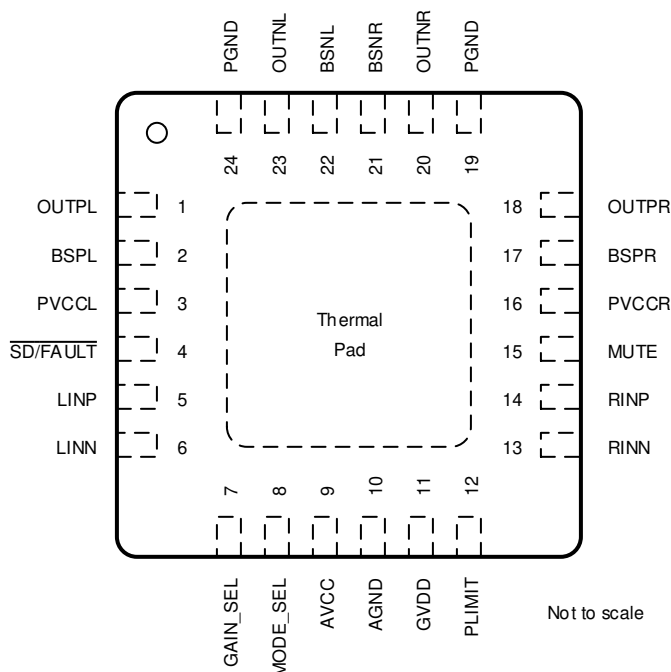 PGND
OUTNL
BSNL
BSNR
OUTNR
PGND
24
23
22
21
20
19
OUTPL 1
18 OUTPR
BSPL 2
17 BSPR
PVCCL 3
16 PVCCR
Thermal
Pad
SD/FAULT 4
15 MUTE
LINP 5
14 RINP
LINN 6
13 RINN
7
8
9
10
11
12
GAIN_SEL
MODE_SEL
AVCC
AGND
GVDD
PLIMIT
Not to scale